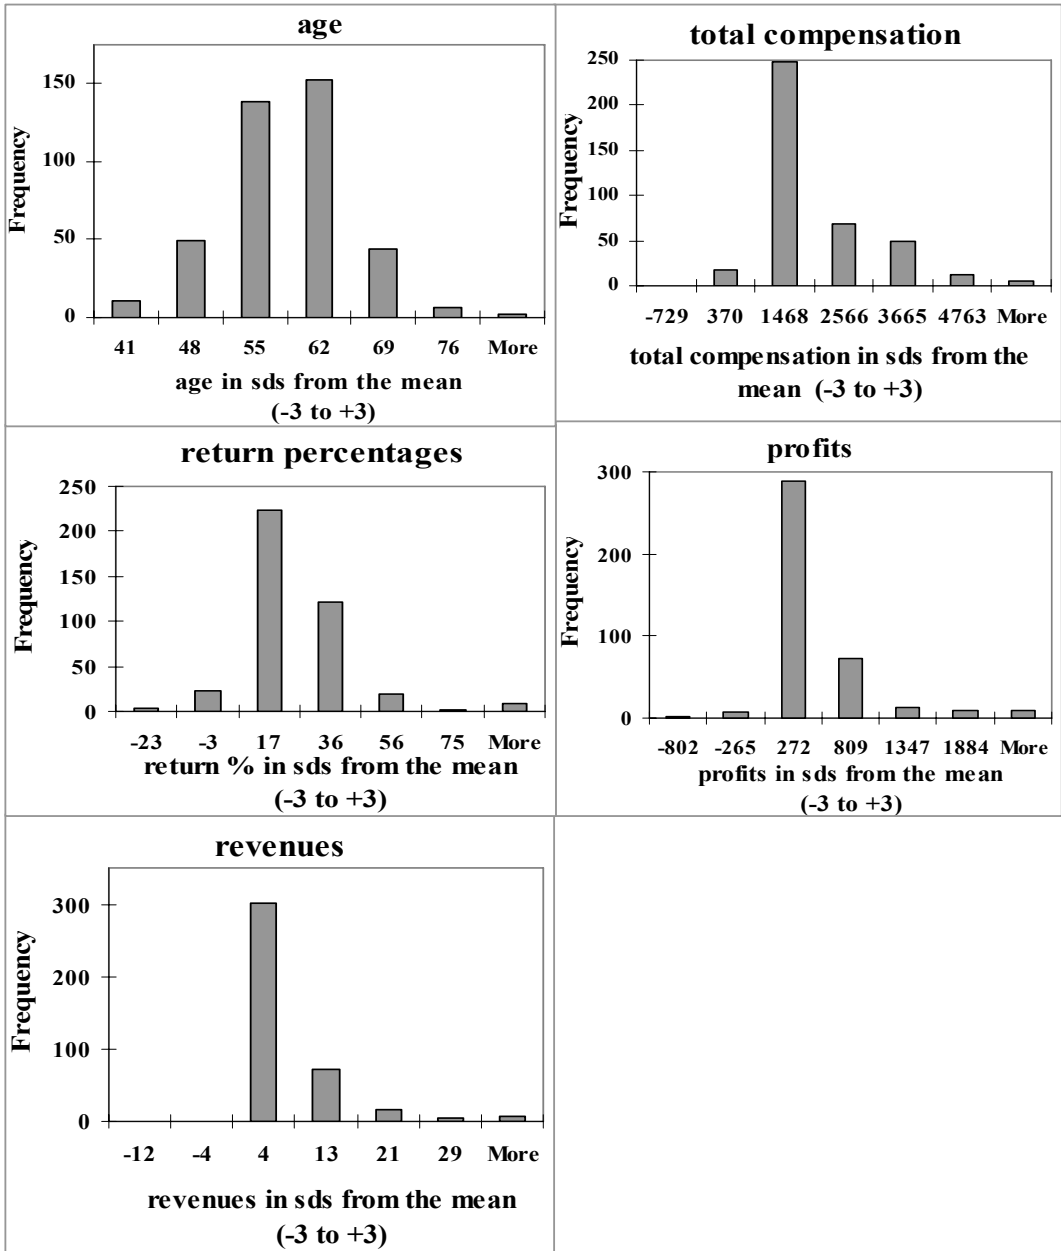 age
Frequency
150
100
50
0
41 48 55 62 69 76 More
age in sds from the mean
(-3 to +3)
total compensation
Frequency
250
200
150
100
50
0
-729 370 1468 2566 3665 4763 More
total compensation in sds from the
mean (-3 to +3)
return percentages
Frequency
250
200
150
100
50
0
-23 -3 17 36 56 75 More
return % in sds from the mean
(-3 to +3)
profits
Frequency
300
200
100
0
-802 -265 272 809 1347 1884 More
profits in sds from the mean
(-3 to +3)
revenues
Frequency
300
200
100
0
-12 -4 4 13 21 29 More
revenues in sds from the mean
(-3 to +3)